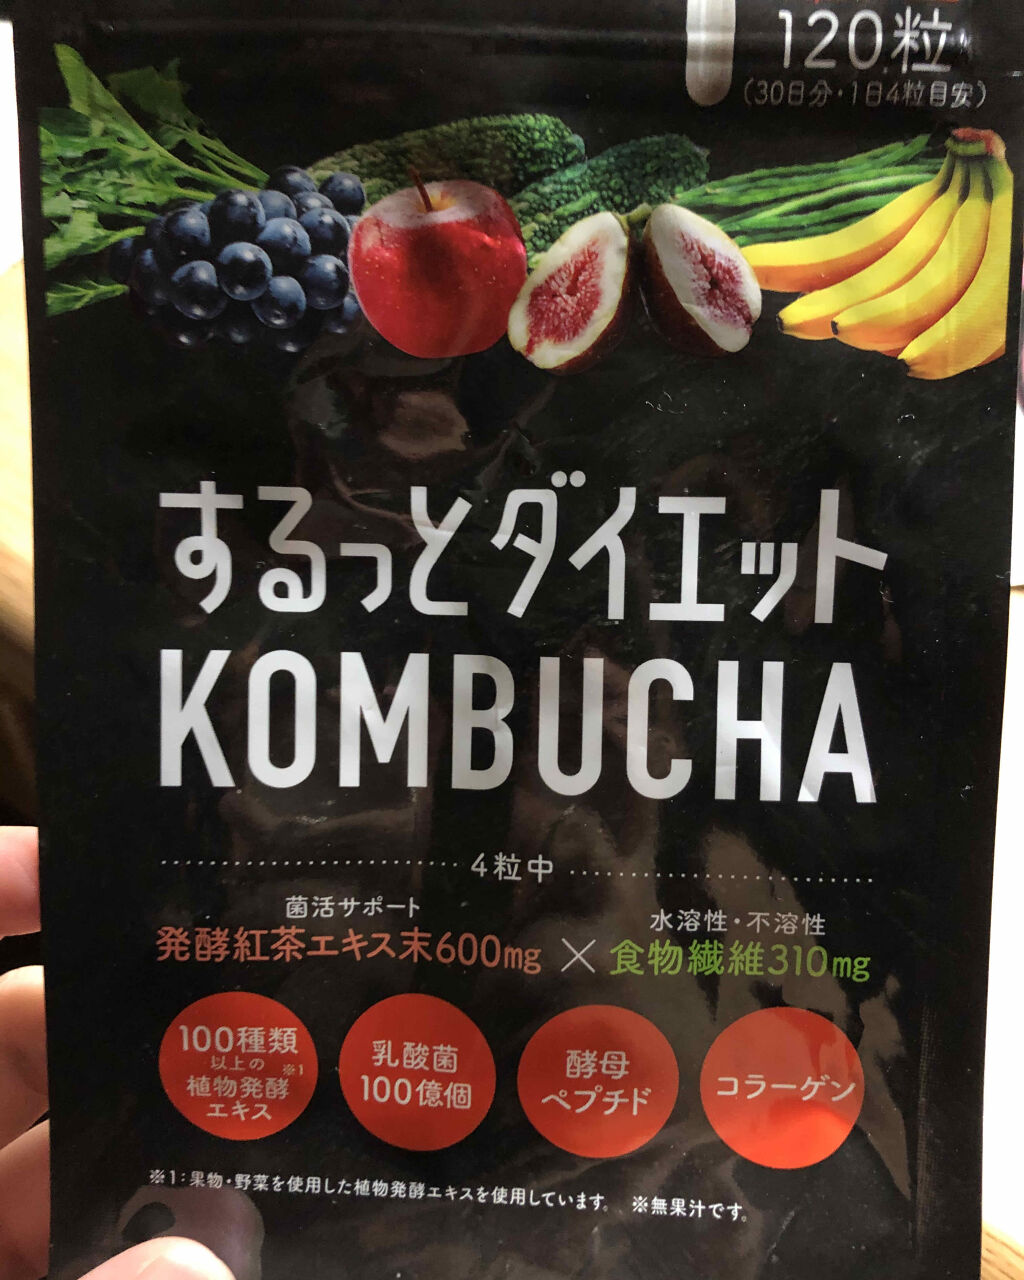 120粒
(30日分・1日4粒目安)
するっとダイエット
KOMBUCHA
4粒中
菌活サポート
発酵紅茶エキス末600mg
×
水溶性・不溶性
食物繊維310mg
100種類
以上の ※1
植物発酵
エキス
乳酸菌
100億個
酵母
ペプチド
コラーゲン
※1:果物・野菜を使用した植物発酵エキスを使用しています。 ※無果汁です。